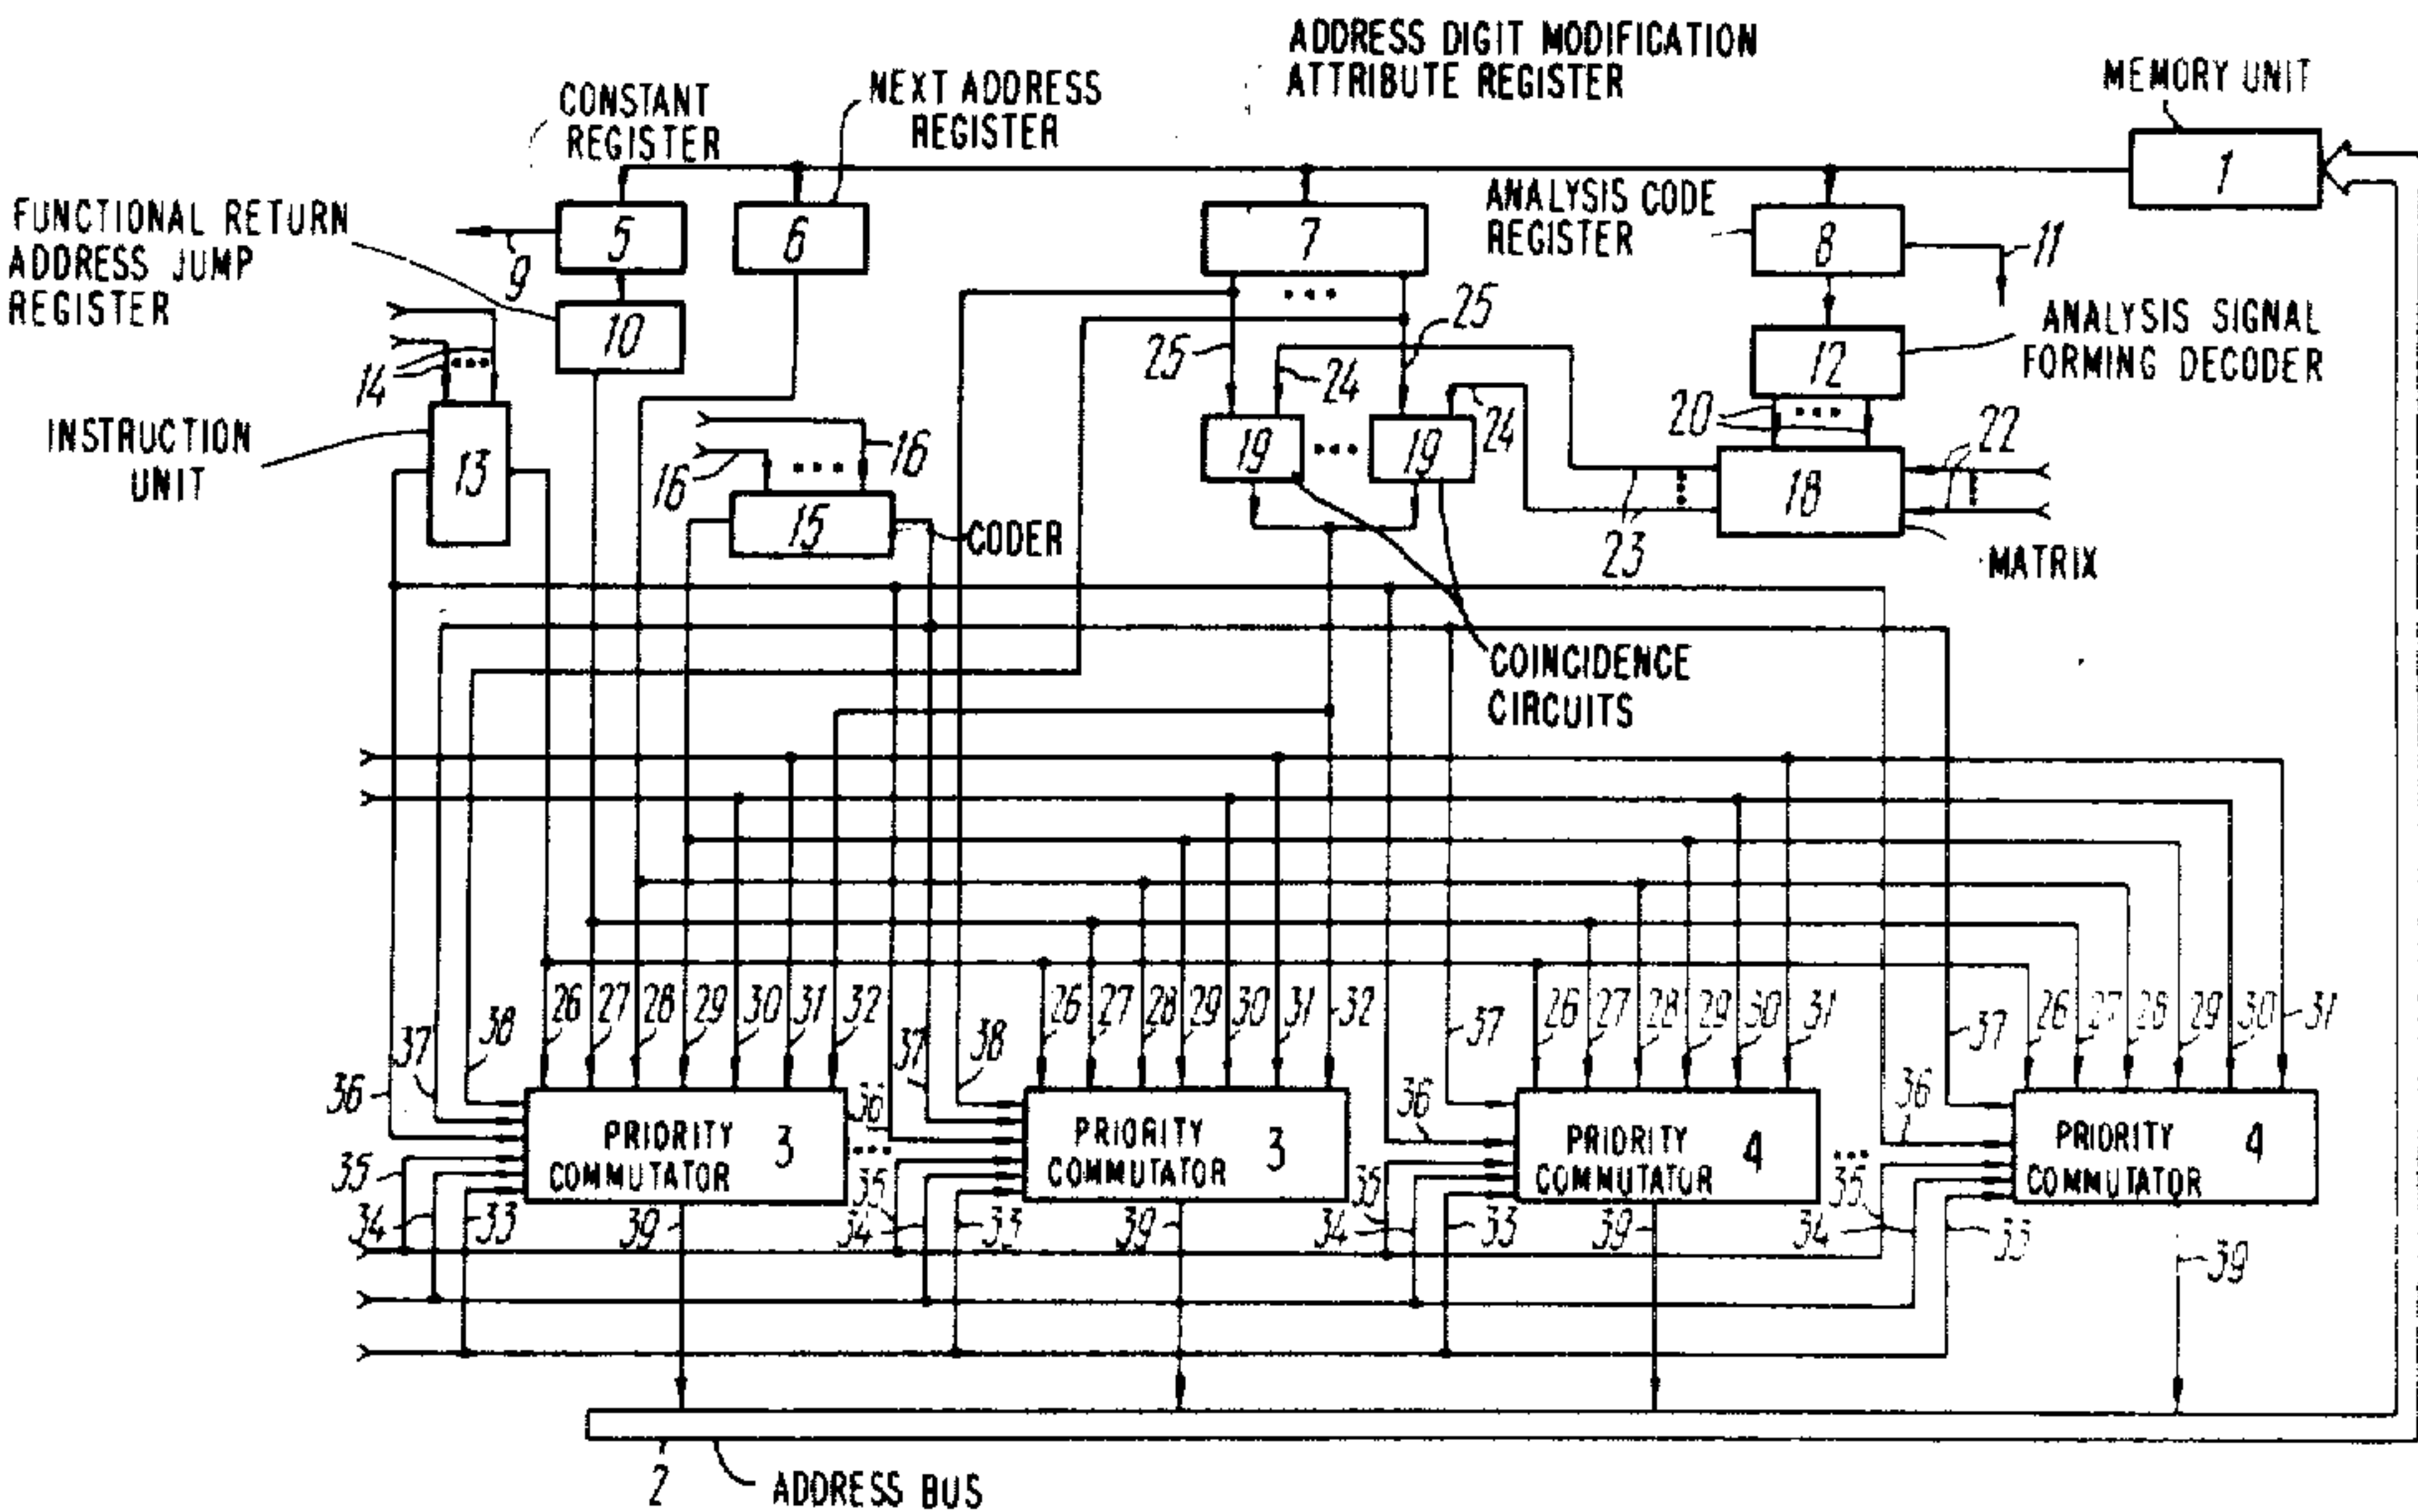 ADDRESS DIGIT MODIFICATION
ATTRIBUTE REGISTER
MEMORY UNIT
CONSTANT
REGISTER
NEXT ADDRESS
REGISTER
1
FUNCTIONAL RETURN
ADDRESS JUMP
REGISTER
5
6
7
ANALYSIS CODE
REGISTER
8
9
11
10
14
25
25
24
24
12
ANALYSIS SIGNAL
FORMING DECODER
INSTRUCTION
UNIT
13
16
16
15
CODER
19
19
20
22
18
23
MATRIX
COINCIDENCE
CIRCUITS
26 27 28 29 30 31 32
26 27 28 29 30 31 32
26 27 28 29 30 31
26 27 28 29 30 31
36 37 38
37 38
37
37
36
36
36
PRIORITY
COMMUTATOR 3
PRIORITY
COMMUTATOR 3
PRIORITY
COMMUTATOR 4
PRIORITY
COMMUTATOR 4
35
34 33
35
34 33
35
34 33
35
34 33
39
39
39
39
2
ADDRESS BUS